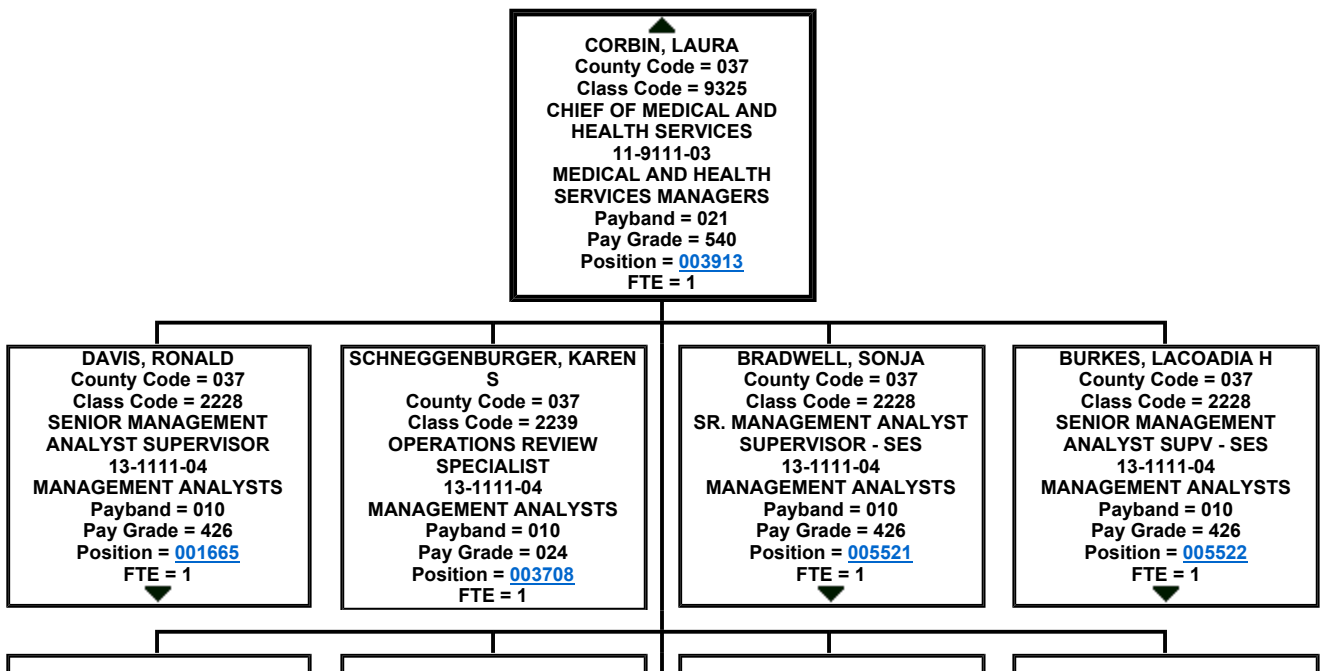 CORBIN, LAURA
County Code = 037
Class Code = 9325
CHIEF OF MEDICAL AND
HEALTH SERVICES
11-9111-03
MEDICAL AND HEALTH
SERVICES MANAGERS
Payband = 021
Pay Grade = 540
Position = 003913
FTE = 1
DAVIS, RONALD
County Code = 037
Class Code = 2228
SENIOR MANAGEMENT
ANALYST SUPERVISOR
13-1111-04
MANAGEMENT ANALYSTS
Payband = 010
Pay Grade = 426
Position = 001665
FTE = 1
SCHNEGGENBURGER, KAREN
S
County Code = 037
Class Code = 2239
OPERATIONS REVIEW
SPECIALIST
13-1111-04
MANAGEMENT ANALYSTS
Payband = 010
Pay Grade = 024
Position = 003708
FTE = 1
BRADWELL, SONJA
County Code = 037
Class Code = 2228
SR. MANAGEMENT ANALYST
SUPERVISOR - SES
13-1111-04
MANAGEMENT ANALYSTS
Payband = 010
Pay Grade = 426
Position = 005521
FTE = 1
BURKES, LACOADIA H
County Code = 037
Class Code = 2228
SENIOR MANAGEMENT
ANALYST SUPV - SES
13-1111-04
MANAGEMENT ANALYSTS
Payband = 010
Pay Grade = 426
Position = 005522
FTE = 1